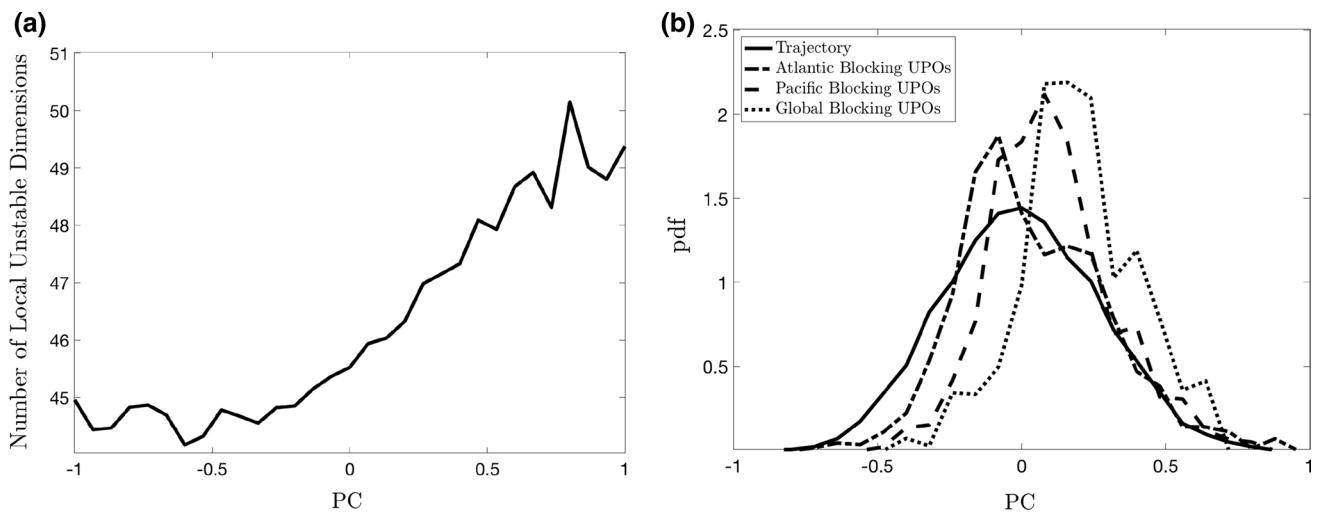 (a)
Number of Local Unstable Dimensions
51
50
49
48
47
46
45
-1
-0.5
0
0.5
1
PC
(b)
pdf
2.5
2
1.5
1
0.5
Trajectory
Atlantic Blocking UPOs
Pacific Blocking UPOs
Global Blocking UPOs
-1
-0.5
0
0.5
1
PC